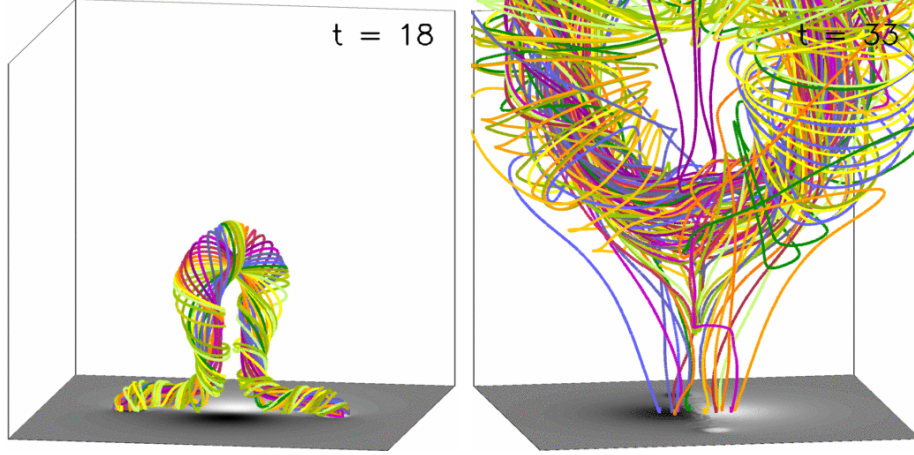 t = 18
t = 33